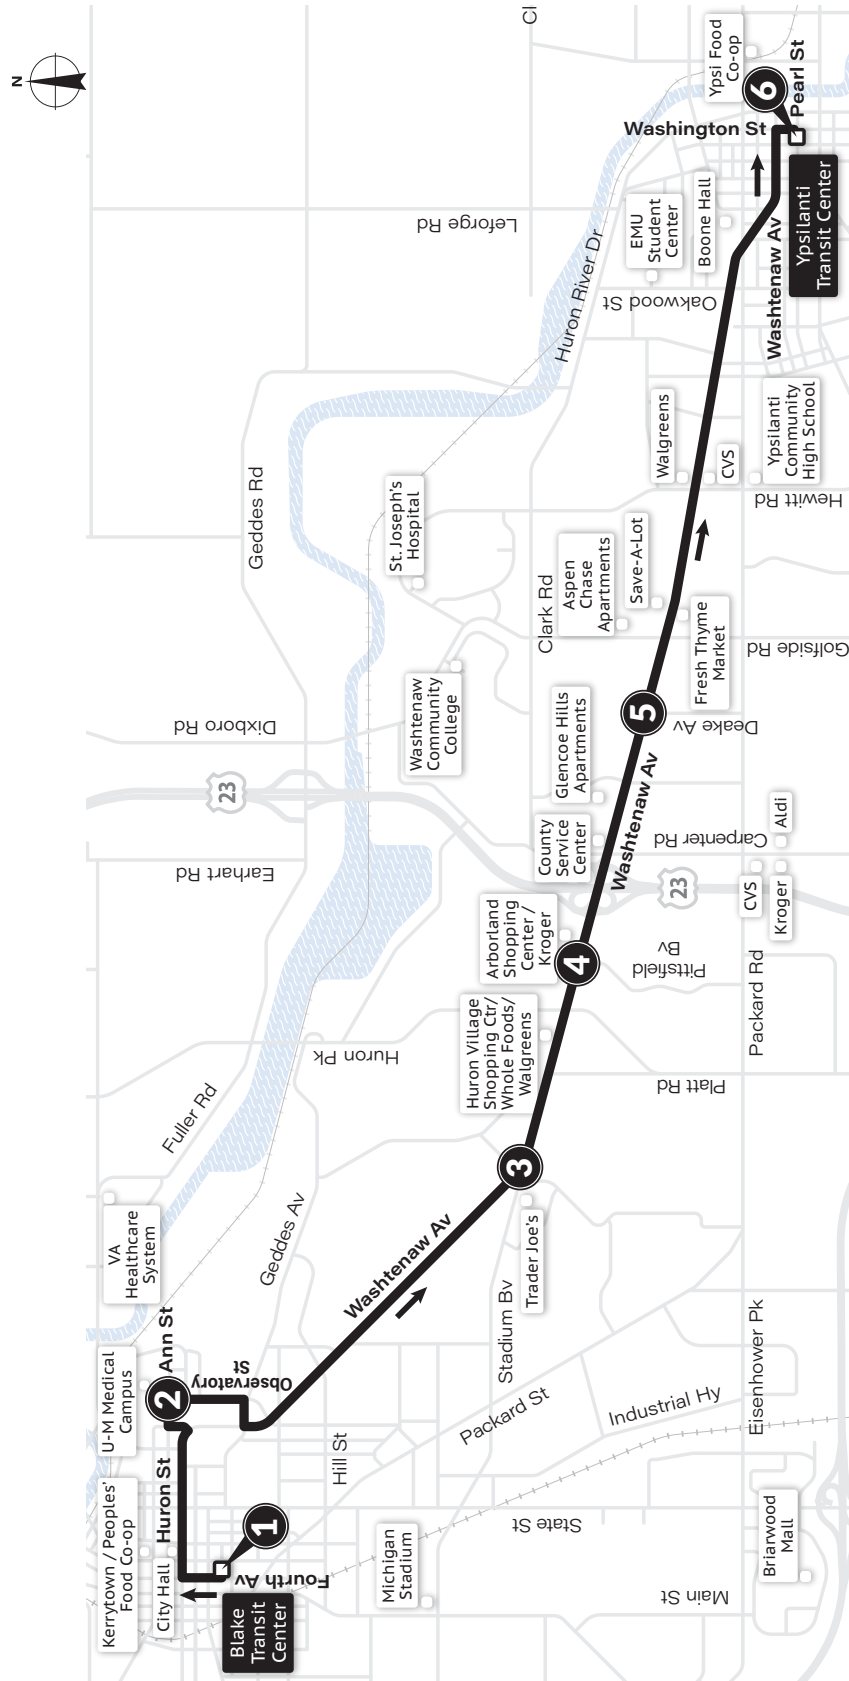 N
Kerrytown / Peoples'
Food Co-op
U-M Medical
Campus
VA
Healthcare
System
Fuller Rd
Earhart Rd
23
Dixboro Rd
Geddes Rd
Leforge Rd
Cl
City Hall
Huron St
2
Ann St
Observatory
St
Geddes Av
Huron Pk
Washtenaw
Community
College
St. Joseph's
Hospital
Huron River Dr
Blake
Transit
Center
Fourth Av
1
Hill St
Washtenaw Av
Michigan
Stadium
State St
Main St
Briarwood
Mall
Packard St
Industrial Hy
Eisenhower Pk
Stadium Bv
Trader Joe's
3
Huron Village
Shopping Ctr/
Whole Foods/
Walgreens
Platt Rd
Arborland
Shopping
Center /
Kroger
4
Pittsfield
Bv
Packard Rd
County
Service
Center
Washtenaw Av
23
Carpenter Rd
CVS
Kroger
Aldi
Glencoe Hills
Apartments
5
Deake Av
Clark Rd
Aspen
Chase
Apartments
Save-A-Lot
Fresh Thyme
Market
Golfside Rd
Walgreens
CVS
Hewitt Rd
Ypsilanti
Community
High School
Oakwood St
EMU
Student
Center
Boone Hall
Washtenaw Av
Washington St
Ypsilanti
Transit Center
6
Pearl St
Ypsi Food
Co-op